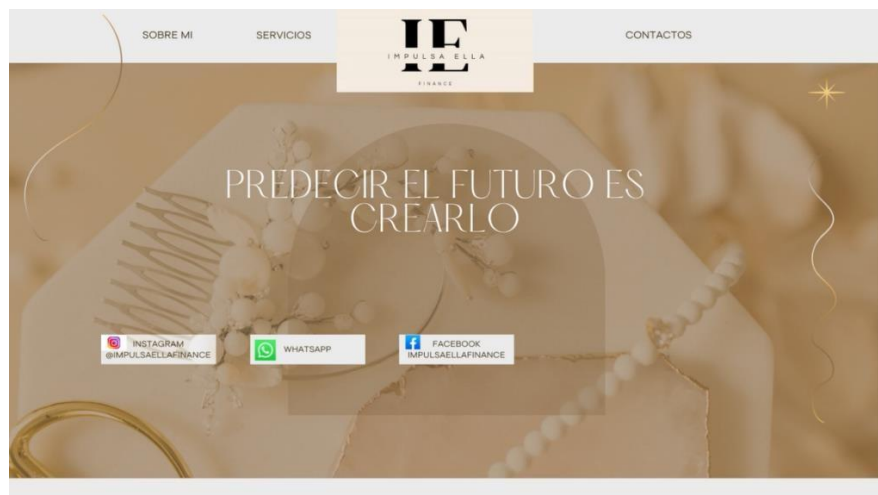 SOBRE MI
SERVICIOS
IE
IMPULSA ELLA
FINANCE
CONTACTOS
PREDECIR EL FUTURO ES
CREARLO
INSTAGRAM
@IMPULSAELLAFINANCE
WHATSAPP
FACEBOOK
IMPULSAELLAFINANCE